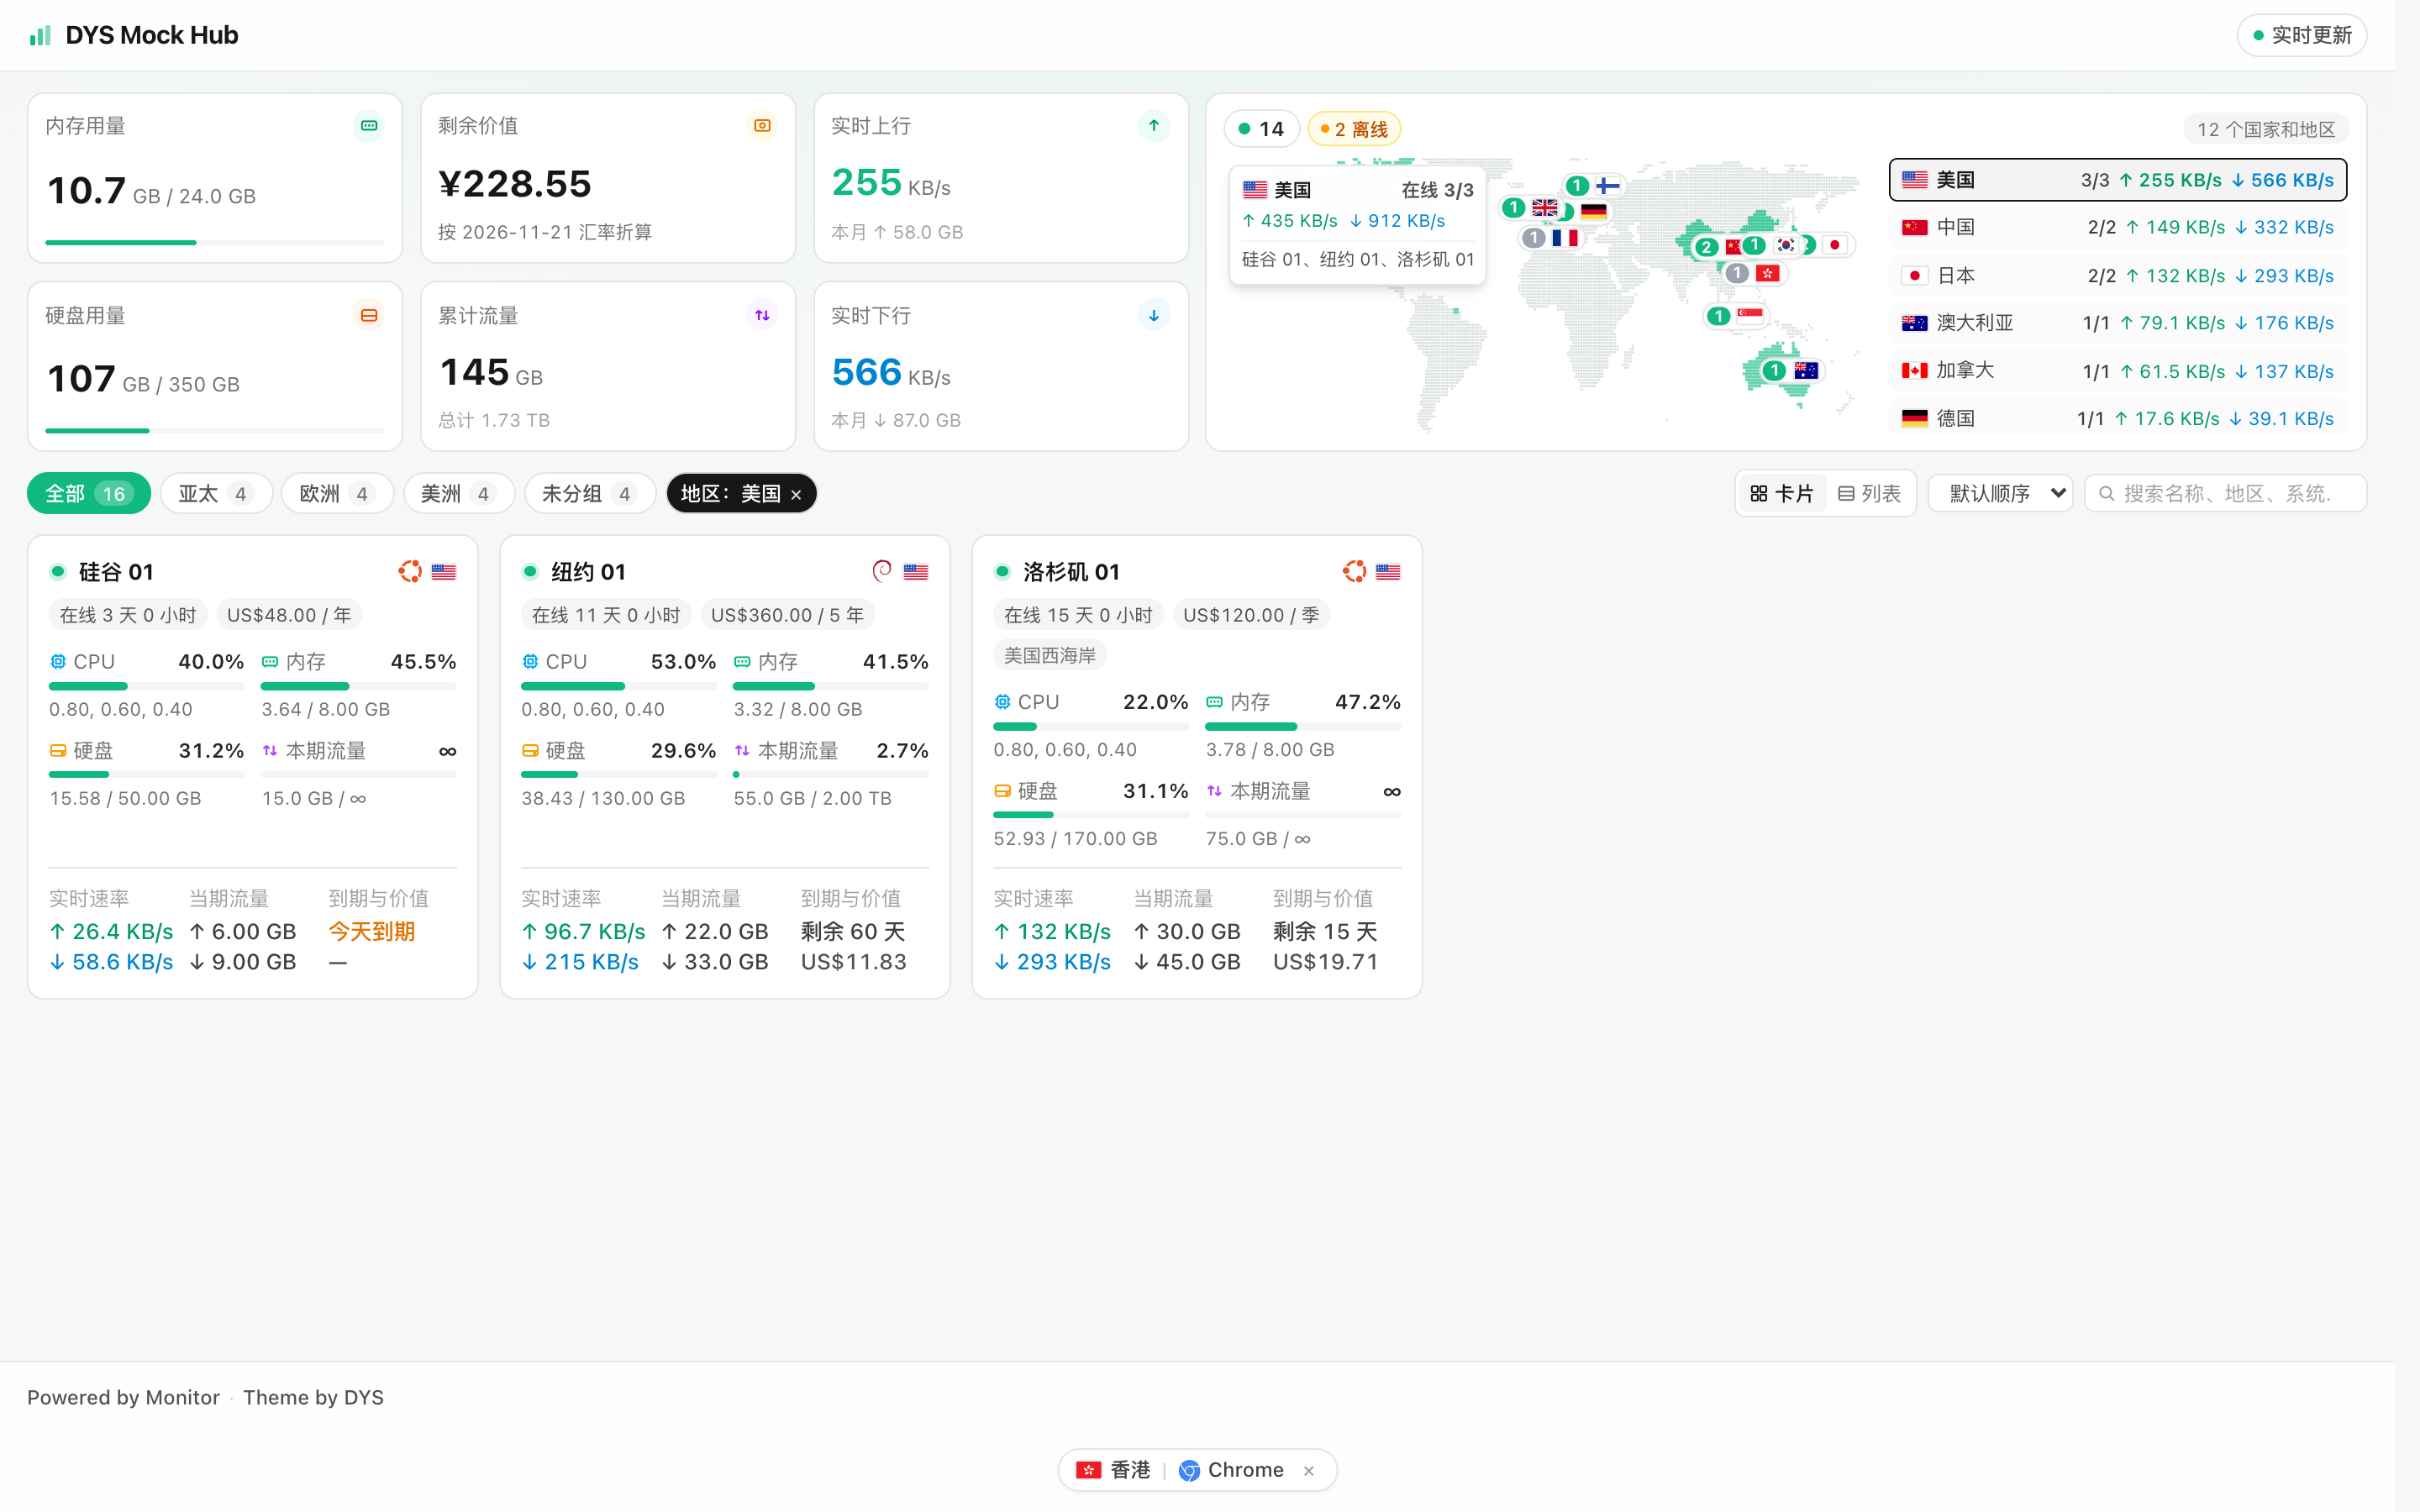 DYS Mock Hub
实时更新
内存用量
10.7 GB / 24.0 GB
剩余价值
¥228.55
按 2026-11-21 汇率折算
实时上行
255 KB/s
本月 ↑ 58.0 GB
硬盘用量
107 GB / 350 GB
累计流量
145 GB
总计 1.73 TB
实时下行
566 KB/s
本月 ↓ 87.0 GB
14
2 离线
12 个国家和地区
美国 在线 3/3
↑ 435 KB/s ↓ 912 KB/s
硅谷 01、纽约 01、洛杉矶 01
1
1
1
2
1
1
1
1
美国 3/3 ↑ 255 KB/s ↓ 566 KB/s
中国 2/2 ↑ 149 KB/s ↓ 332 KB/s
日本 2/2 ↑ 132 KB/s ↓ 293 KB/s
澳大利亚 1/1 ↑ 79.1 KB/s ↓ 176 KB/s
加拿大 1/1 ↑ 61.5 KB/s ↓ 137 KB/s
德国 1/1 ↑ 17.6 KB/s ↓ 39.1 KB/s
全部 16 亚太 4 欧洲 4 美洲 4 未分组 4 地区：美国 ×
卡片 列表 默认顺序 搜索名称、地区、系统.
硅谷 01
在线 3 天 0 小时 US$48.00 / 年
CPU 40.0% 内存 45.5%
0.80, 0.60, 0.40 3.64 / 8.00 GB
硬盘 31.2% 本期流量 ∞
15.58 / 50.00 GB 15.0 GB / ∞
实时速率 当期流量 到期与价值
↑ 26.4 KB/s ↑ 6.00 GB 今天到期
↓ 58.6 KB/s ↓ 9.00 GB —
纽约 01
在线 11 天 0 小时 US$360.00 / 5 年
CPU 53.0% 内存 41.5%
0.80, 0.60, 0.40 3.32 / 8.00 GB
硬盘 29.6% 本期流量 2.7%
38.43 / 130.00 GB 55.0 GB / 2.00 TB
实时速率 当期流量 到期与价值
↑ 96.7 KB/s ↑ 22.0 GB 剩余 60 天
↓ 215 KB/s ↓ 33.0 GB US$11.83
洛杉矶 01
在线 15 天 0 小时 US$120.00 / 季
美国西海岸
CPU 22.0% 内存 47.2%
0.80, 0.60, 0.40 3.78 / 8.00 GB
硬盘 31.1% 本期流量 ∞
52.93 / 170.00 GB 75.0 GB / ∞
实时速率 当期流量 到期与价值
↑ 132 KB/s ↑ 30.0 GB 剩余 15 天
↓ 293 KB/s ↓ 45.0 GB US$19.71
Powered by Monitor · Theme by DYS
香港 | Chrome ×